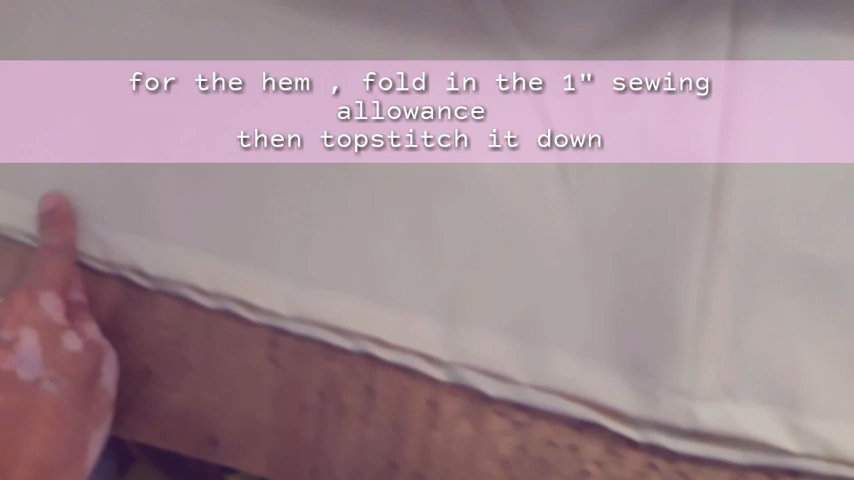 for the hem , fold in the 1" sewing
allowance
then topstitch it down